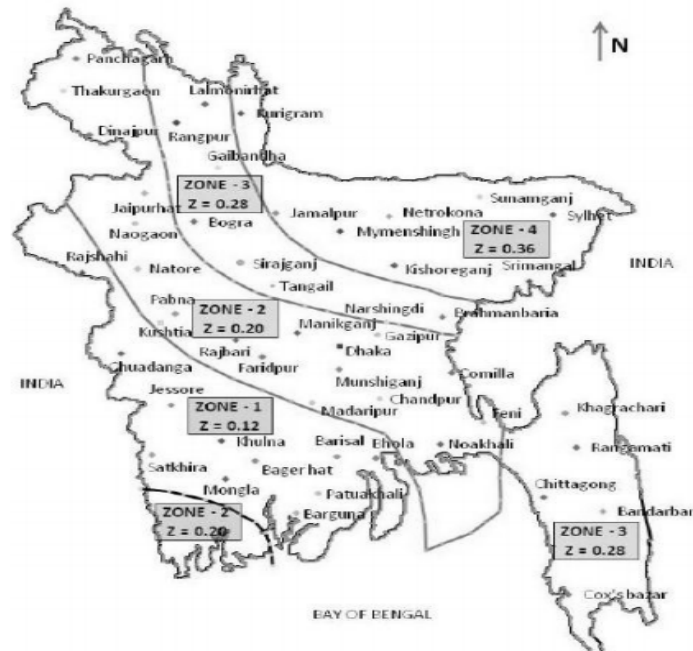 N
Panchagarh
Thakurgaon
Lalmonirhat
Kurigram
Dinajpur
Rangpur
Gaibandha
ZONE - 3
Z = 0.28
Jaipurhat
Bogra
Jamalpur
Netrokona
Sunamganj
Sylhet
Naogaon
Mymenshingh
ZONE - 4
Z = 0.36
Rajshahi
Natore
Sirajganj
Kishoreganj
Srimangal
INDIA
Tangail
Pabna
ZONE - 2
Z = 0.20
Narshingdi
Brahmanbaria
Kushtia
Manikganj
Gazipur
Rajbari
Dhaka
Chuadanga
Faridpur
INDIA
Munshiganj
Comilla
Jessore
ZONE - 1
Z = 0.12
Madaripur
Chandpur
Feni
Khagrachari
Khulna
Barisal
Bhola
Noakhali
Rangamati
Satkhira
Bager hat
Mongla
Patuakhali
Chittagong
ZONE - 2
Z = 0.20
Barguna
Bandarban
ZONE - 3
Z = 0.28
Cox's bazar
BAY OF BENGAL